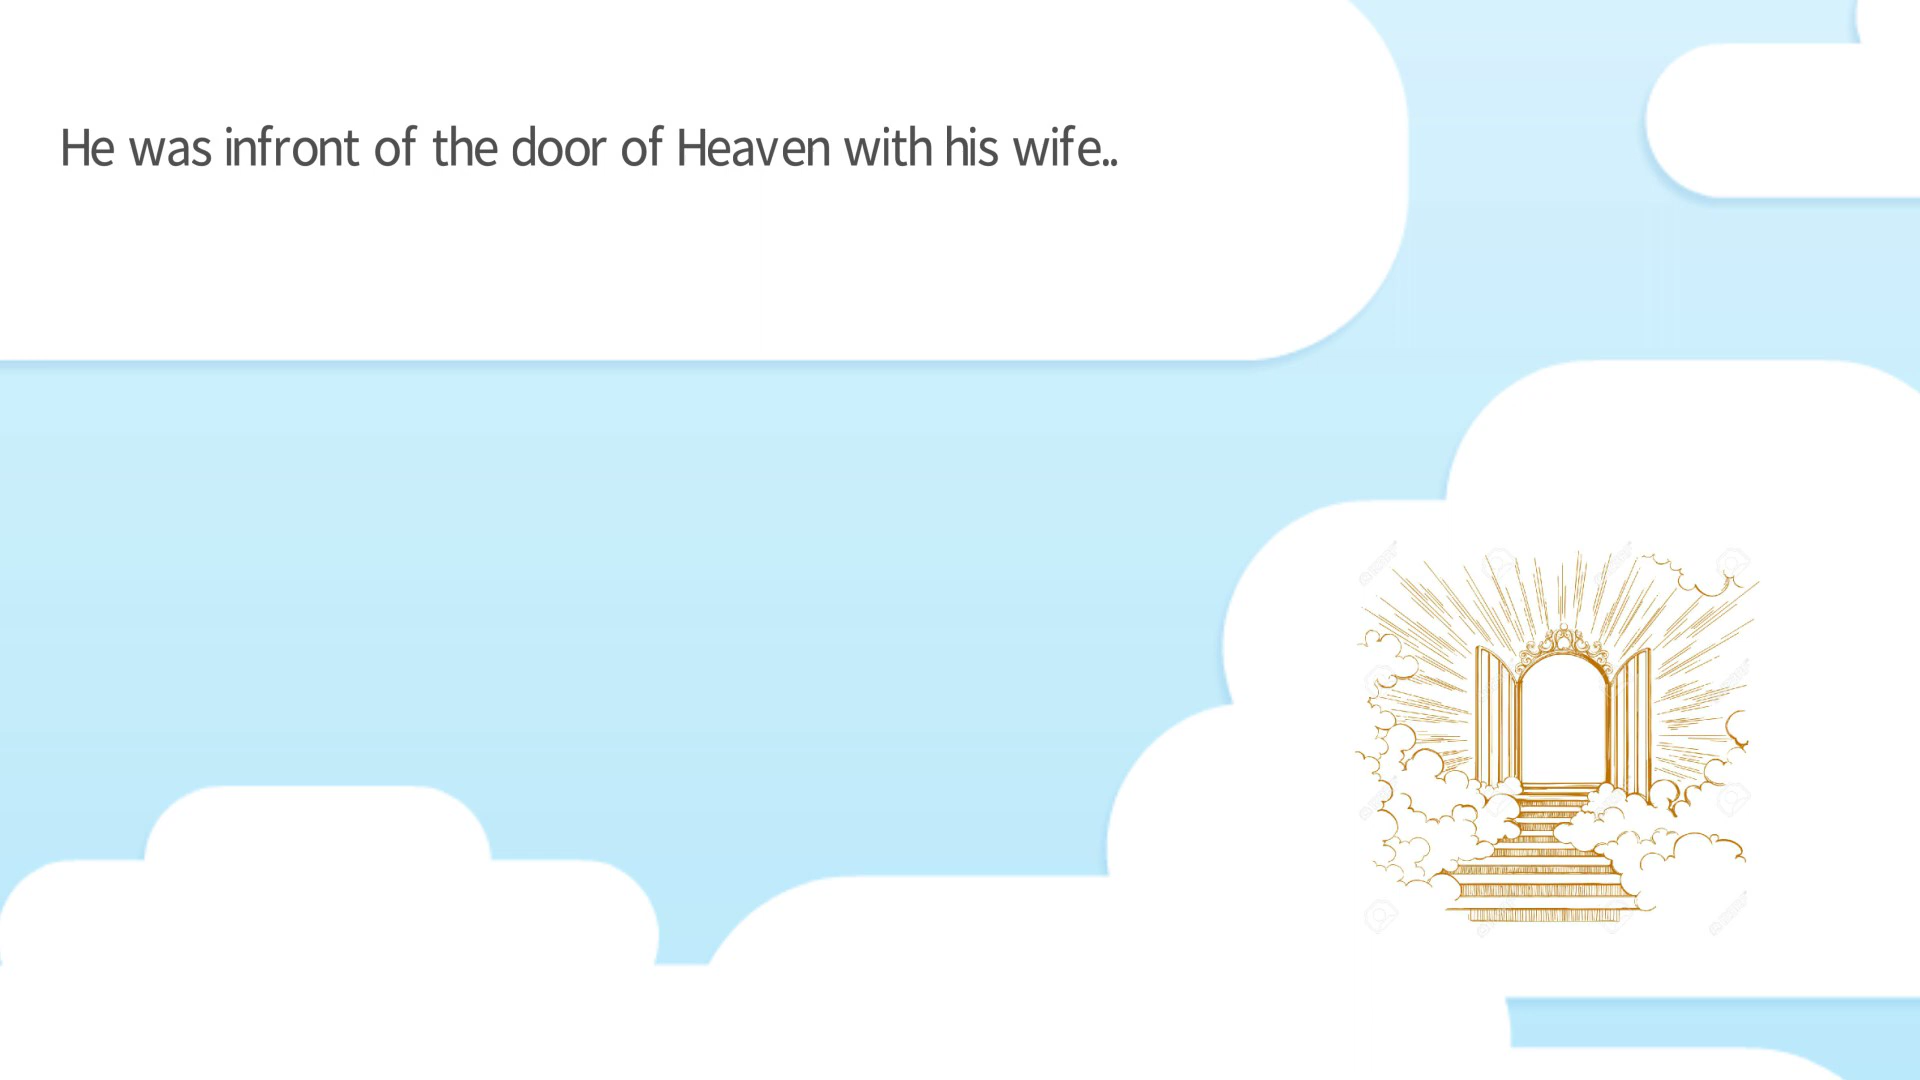 He was infront of the door of Heaven with his wife..